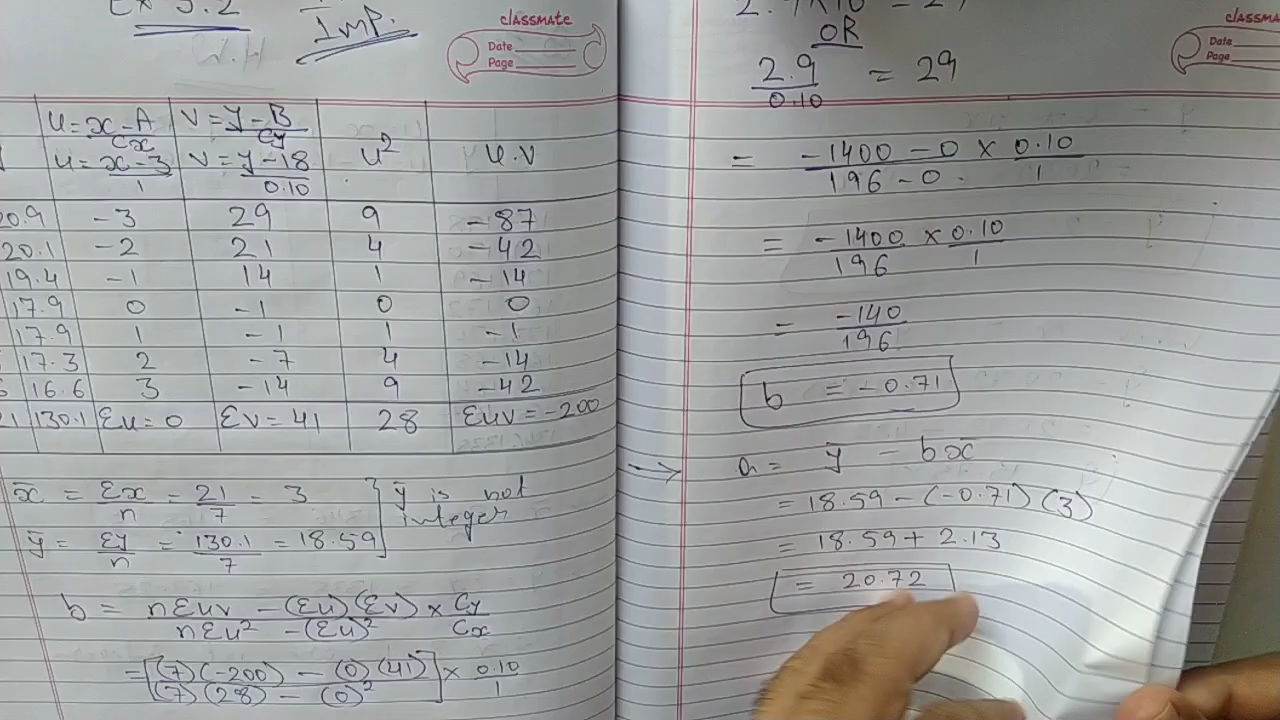 Ex 5.2
Imp.
classmate
Date
Page
u = x - A / Cx   v = y - B / Cy
u = x - 3 / 1   v = y - 18 / 0.10   u²   u.v
20.9   -3   29   9   -87
20.1   -2   21   4   -42
19.4   -1   14   1   -14
17.9   0   -1   0   0
17.9   1   -1   1   -1
17.3   2   -7   4   -14
16.6   3   -14   9   -42
21   130.1   Σu = 0   Σv = 41   28   Σuv = -200
x̄ = Σx / n = 21 / 7 = 3   ȳ is not
ȳ = Σy / n = 130.1 / 7 = 18.59   integer
b = nΣuv - (Σu)(Σv) / nΣu² - (Σu)² × Cy / Cx
= [(7)(-200) - (0)(41) / (7)(28) - (0)²] × 0.10 / 1
OR
classmate
Date
Page
2.9 / 0.10 = 29
= -1400 - 0 / 196 - 0 × 0.10 / 1
= -1400 / 196 × 0.10 / 1
= -140 / 196
b = -0.71
→ a = ȳ - bx̄
= 18.59 - (-0.71)(3)
= 18.59 + 2.13
= 20.72